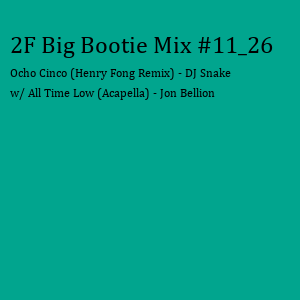 2F Big Bootie Mix #11_26
Ocho Cinco (Henry Fong Remix) - DJ Snake
w/ All Time Low (Acapella) - Jon Bellion